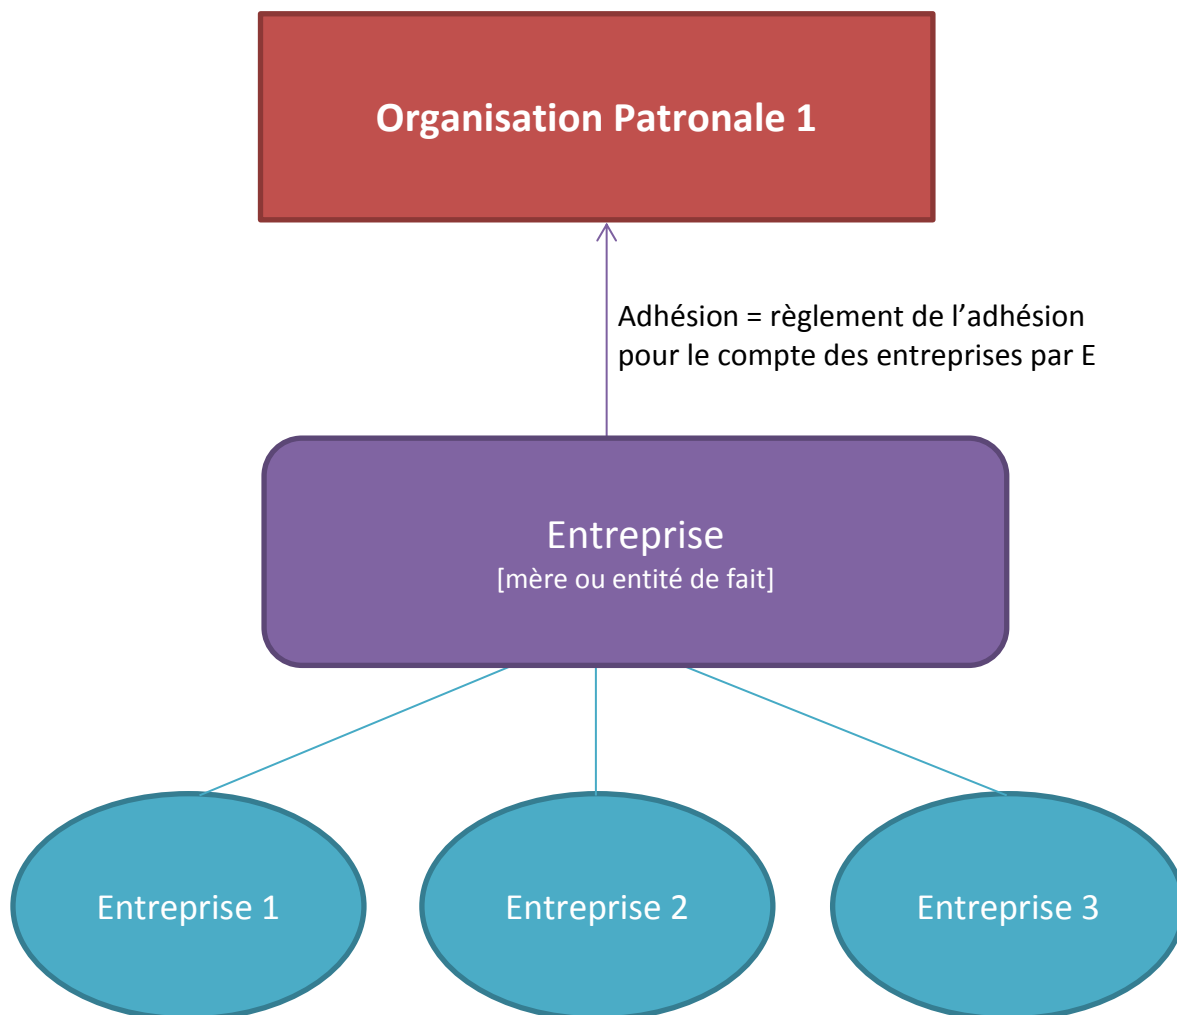 Organisation Patronale 1
Adhésion = règlement de l’adhésion
pour le compte des entreprises par E
Entreprise
[mère ou entité de fait]
Entreprise 1
Entreprise 2
Entreprise 3